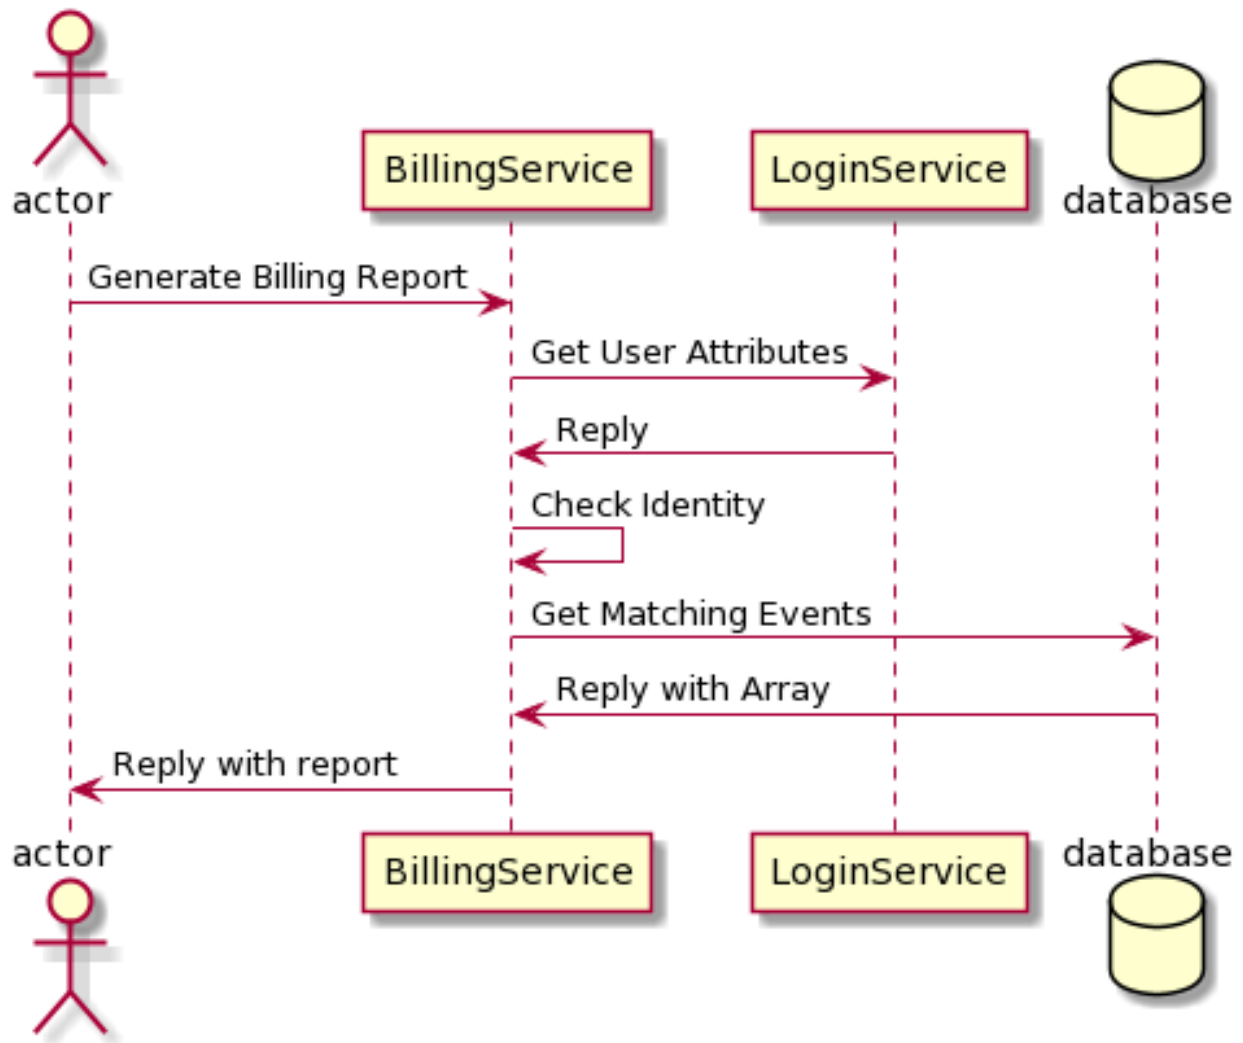 actor
BillingService
LoginService
database
Generate Billing Report
Get User Attributes
Reply
Check Identity
Get Matching Events
Reply with Array
Reply with report
actor
BillingService
LoginService
database